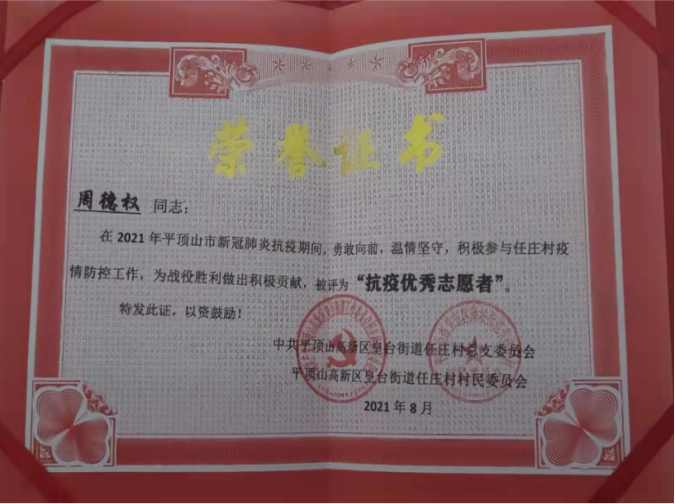 荣誉证书
周德权 同志：
在2021年平顶山市新冠肺炎抗疫期间，勇敢向前，温情坚守，积极参与任庄村疫
情防控工作，为战役胜利做出积极贡献，被评为“抗疫优秀志愿者”。
特发此证，以资鼓励！
中共平顶山高新区皇台街道任庄村总支委员会
平顶山高新区皇台街道任庄村村民委员会
2021年8月